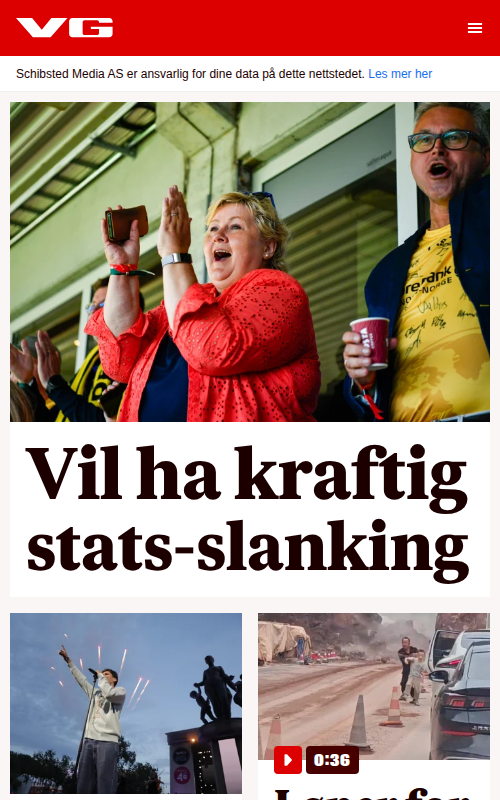 VG
Schibsted Media AS er ansvarlig for dine data på dette nettstedet. Les mer her
Vil ha kraftig
stats-slanking
0:36